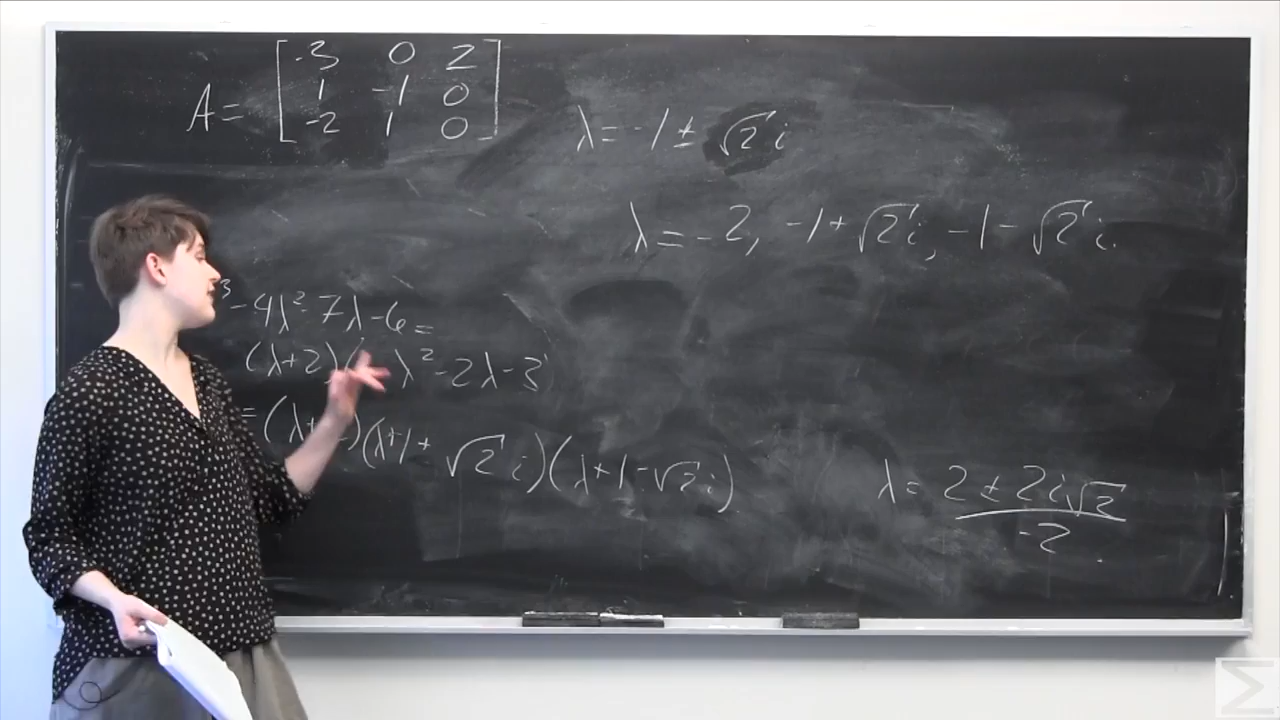 A = [ -3 0 2
1 -1 0
-2 1 0 ]
λ = -1 ± √2 i
λ = -2, -1 + √2 i, -1 - √2 i.
3 - 4λ² - 7λ - 6 =
(λ+2)( λ² - 2λ - 3
= (λ+ )(λ+1+ √2 i)(λ+1-√2 i)
λ = 2 ± 2i√2
-2
Σ